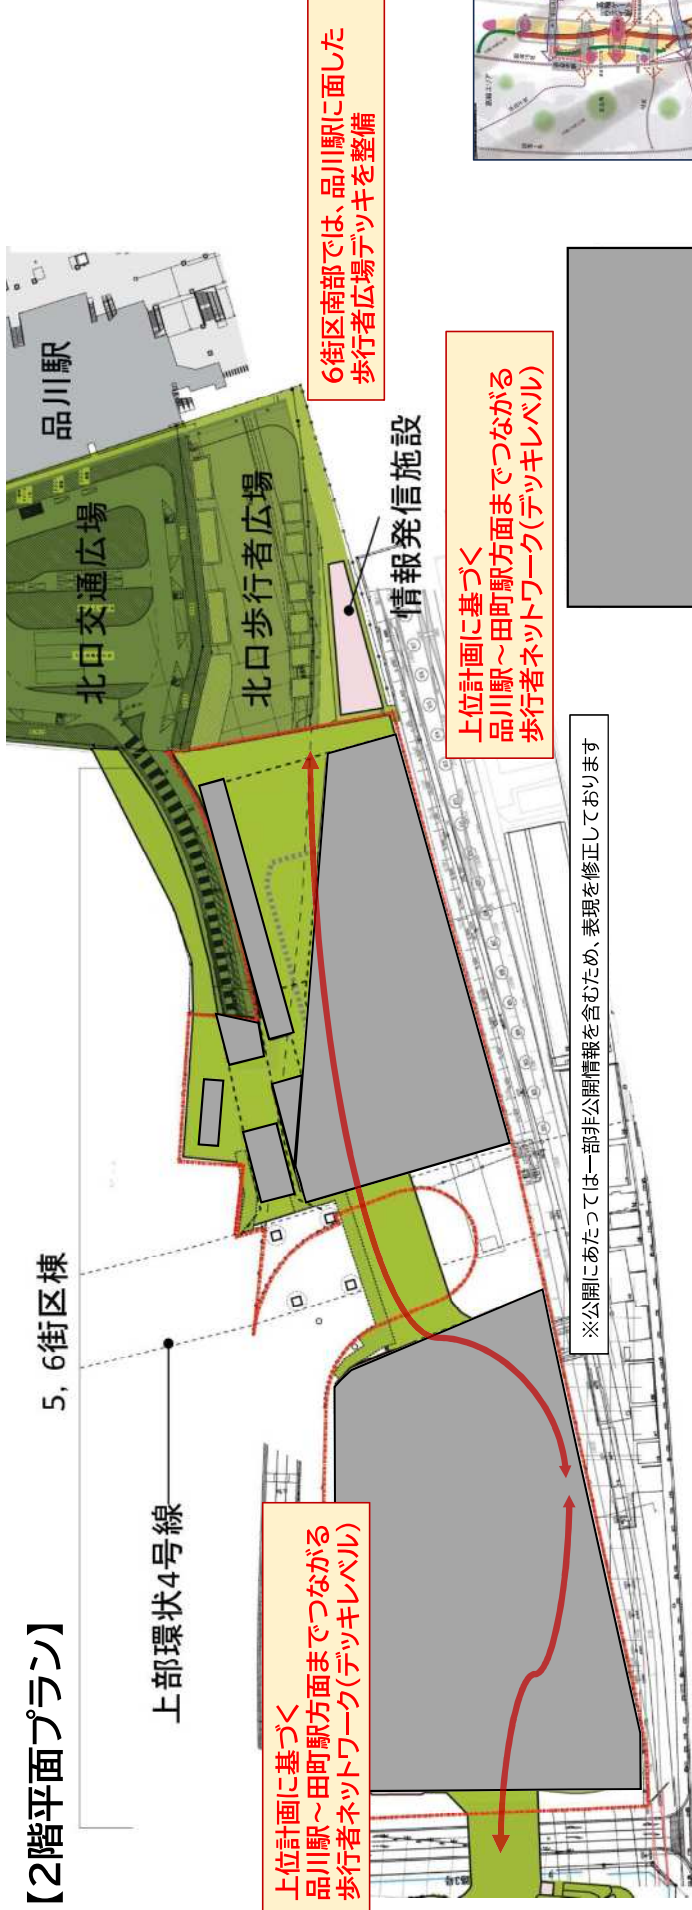 【2階平面プラン】
5, 6街区棟
上部環状4号線
品川駅
北口交通広場
北口歩行者広場
情報発信施設
6街区南部では、品川駅に面した
歩行者広場デッキを整備
上位計画に基づく
品川駅～田町駅方面までつながる
歩行者ネットワーク(デッキレベル)
上位計画に基づく
品川駅～田町駅方面までつながる
歩行者ネットワーク(デッキレベル)
※公開にあたっては一部非公開情報を含むため、表現を修正しております